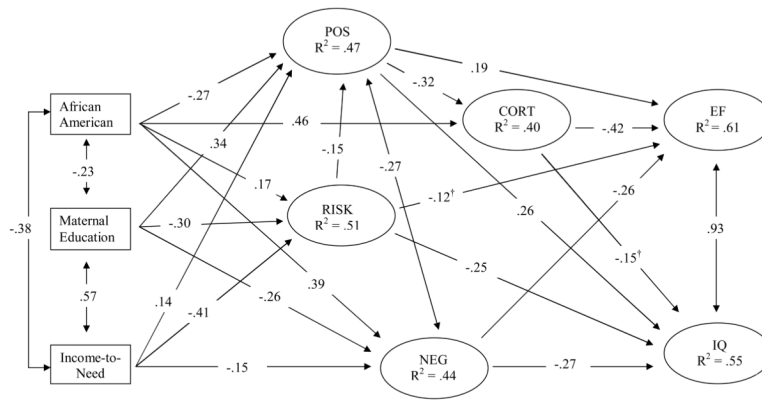 POS
R² = .47
African
American
-.27
-.32
.19
CORT
R² = .40
EF
R² = .61
.46
-.42
.34
-.15
-.23
-.27
.17
-.12†
-.26
Maternal
Education
-.30
RISK
R² = .51
.26
-.38
.93
-.15†
-.25
.57
-.26
.39
.14
-.41
Income-to-
Need
-.15
NEG
R² = .44
-.27
IQ
R² = .55